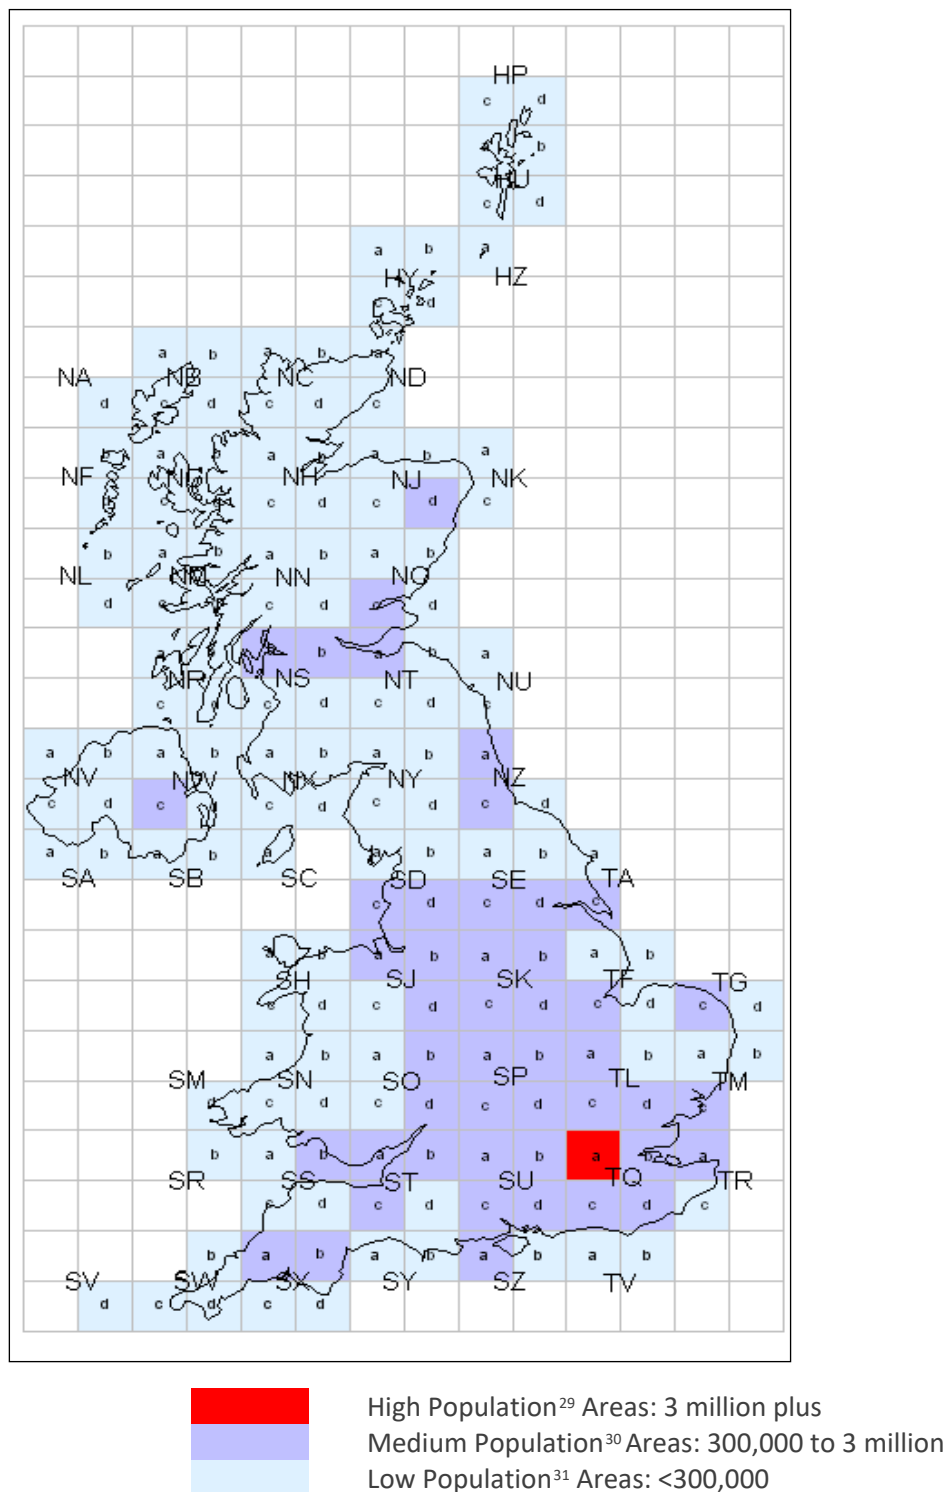 HP
c d
b
HU
c d
a b a
HY HZ
d
a b a b a
NA NB NC ND
d c d c d c
b a a b a b a
NF NG NH NJ NK
c c d c d c
b a b a b a b
NL NM NN NO
d c c d c d
a b a b a
NR NS NT NU
c d c d c d c
a b a b a b a b a
NV NW NX NY NZ
c d c c d c d c d
a b a b a a b a b a
SA SB SC SD SE TA
c d c d c
a b a b a b a b
SH SJ SK TF TG
c d c d c d c d c d
a b a b a b a b a b
SM SN SO SP TL TM
d c d c d c d c d c
b a b a b a b a b a
SR SS ST SU TQ TR
c d c d c d c d c
b a b a b a b a b
SV SW SX SY SZ TV
d c d c d
High Population²⁹ Areas: 3 million plus
Medium Population³⁰ Areas: 300,000 to 3 million
Low Population³¹ Areas: <300,000